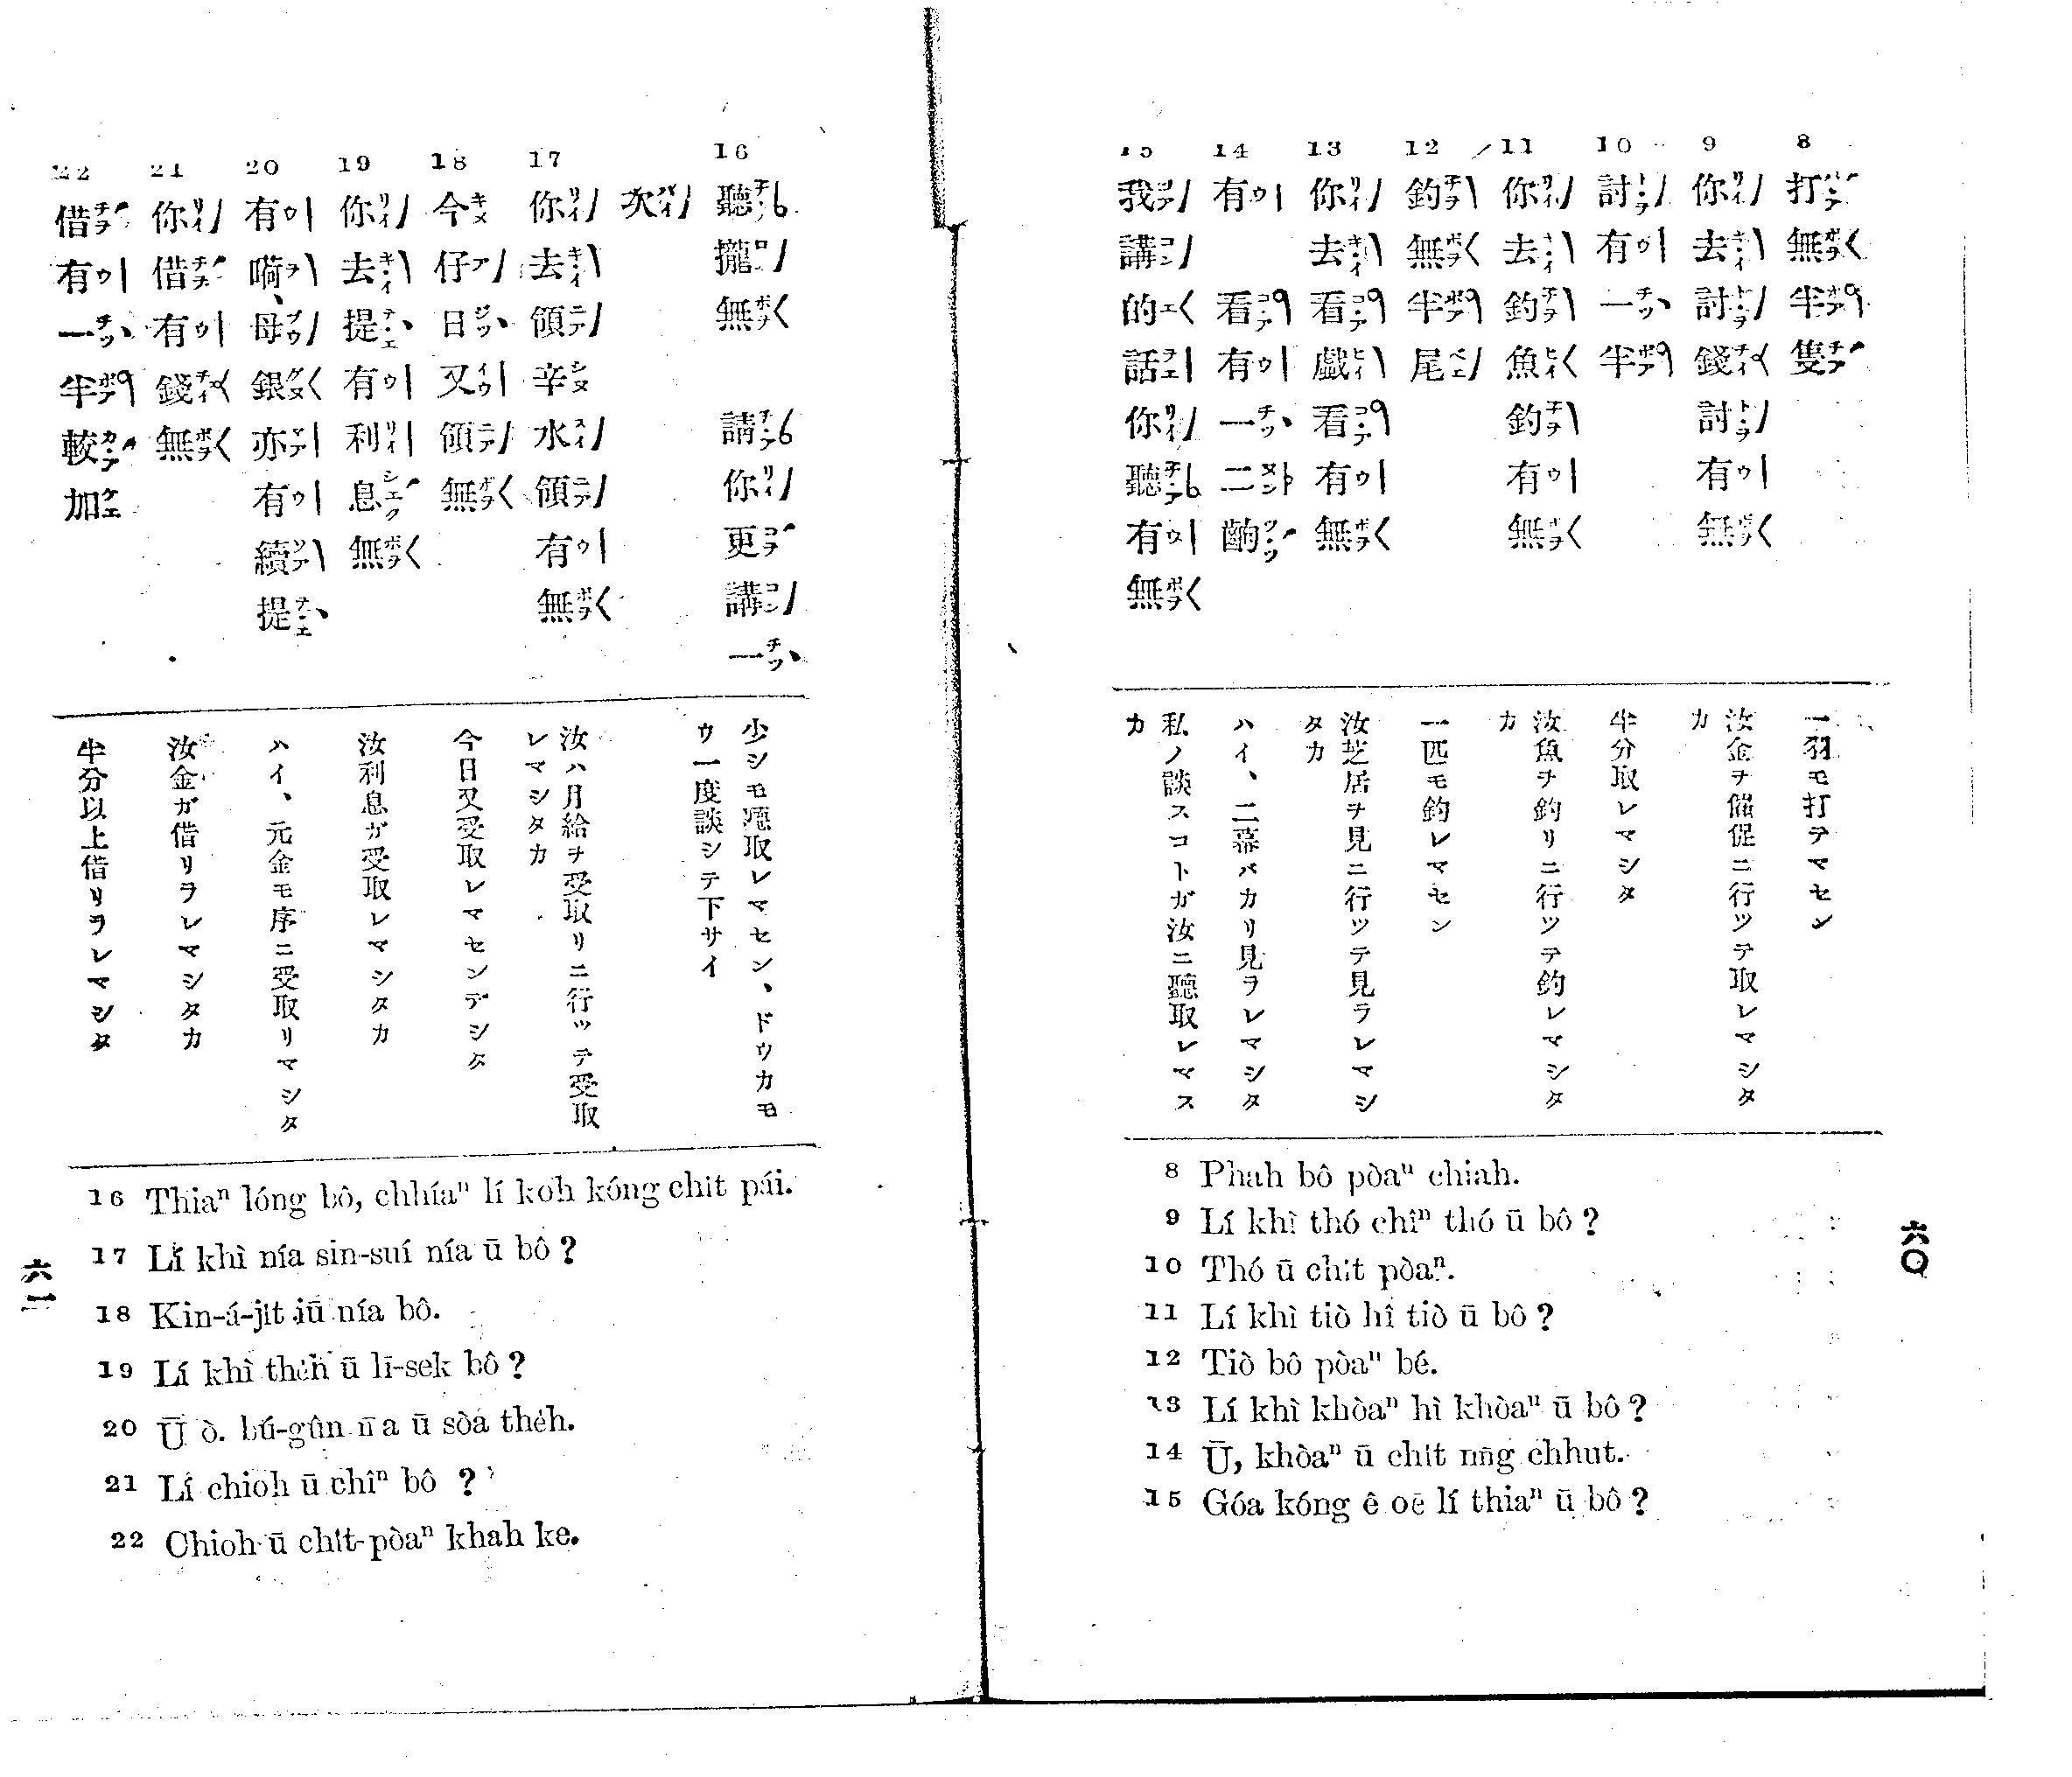 8 打無半隻
9 你去討錢討有無
10 討有一半
11 你去釣魚釣有無
12 釣無半尾
13 你去看戲看有無
14 有 看有一二齣
15 我講的話你聽有無
一羽モ打テマセン
汝金ヲ催促ニ行ツテ取レマシタ
カ
半分取レマシタ
汝魚ヲ釣リニ行ツテ釣レマシタ
カ
一匹モ釣レマセン
汝芝居ヲ見ニ行ツテ見ラレマシ
タカ
ハイ、二幕バカリ見ヲレマシタ
私ノ談スコトガ汝ニ聽取レマス
カ
8 Phah bô pòaⁿ chiah.
9 Lí khì thó chîⁿ thó ū bô?
10 Thó ū chi̍t pòaⁿ.
11 Lí khì tiò hî tiò ū bô?
12 Tiò bô pòaⁿ bé.
13 Lí khì khòaⁿ hì khòaⁿ ū bô?
14 Ū, khòaⁿ ū chi̍t nn̄g chhut.
15 Góa kóng ê oē lí thiaⁿ ū bô?
六〇
16 聽攏無 請你更講一
次
17 你去領辛水領有無
18 今仔日又領無
19 你去提有利息無
20 有嗬、母銀亦有續提
21 你借有錢無
22 借有一半較加
少シモ聽取レマセン、ドウカモ
ウ一度談シテ下サイ
汝ハ月給ヲ受取リニ行ツテ受取
レマシタカ
今日又受取レマセンデシタ
汝利息ガ受取レマシタカ
ハイ、元金モ序ニ受取リマシタ
汝金ガ借リヲレマシタカ
半分以上借リヲレマシタ
16 Thiaⁿ lóng bô, chhíaⁿ lí koh kóng chi̍t pái.
17 Lí khì nía sin-suí nía ū bô?
18 Kin-á-ji̍t iū nía bô.
19 Lí khì the̍h ū lī-sek bô?
20 Ū ò. bú-gûn īa ū sòa the̍h.
21 Lí chioh ū chîⁿ bô ?
22 Chioh ū chi̍t-pòaⁿ khah ke.
六一